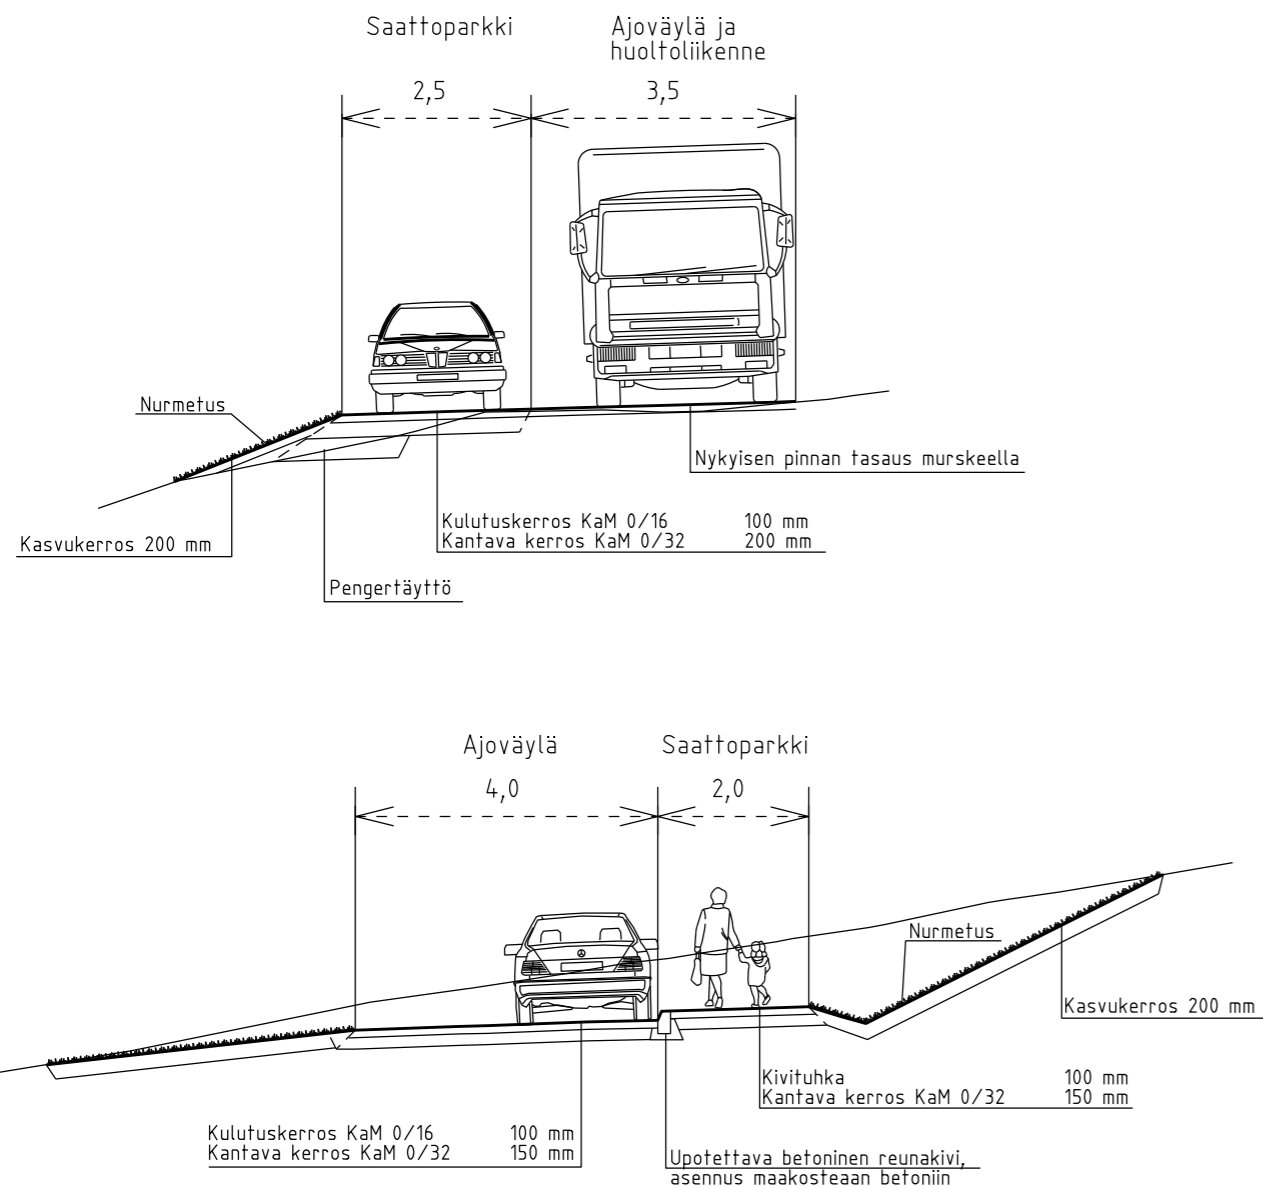 Saattoparkki
Ajoväylä ja
huoltoliikenne
2,5
3,5
Nurmetus
Nykyisen pinnan tasaus murskeella
Kulutuskerros KaM 0/16 100 mm
Kantava kerros KaM 0/32 200 mm
Kasvukerros 200 mm
Pengertäyttö
Ajoväylä
Saattoparkki
4,0
2,0
Nurmetus
Kasvukerros 200 mm
Kivituhka 100 mm
Kantava kerros KaM 0/32 150 mm
Kulutuskerros KaM 0/16 100 mm
Kantava kerros KaM 0/32 150 mm
Upotettava betoninen reunakivi,
asennus maakosteaan betoniin